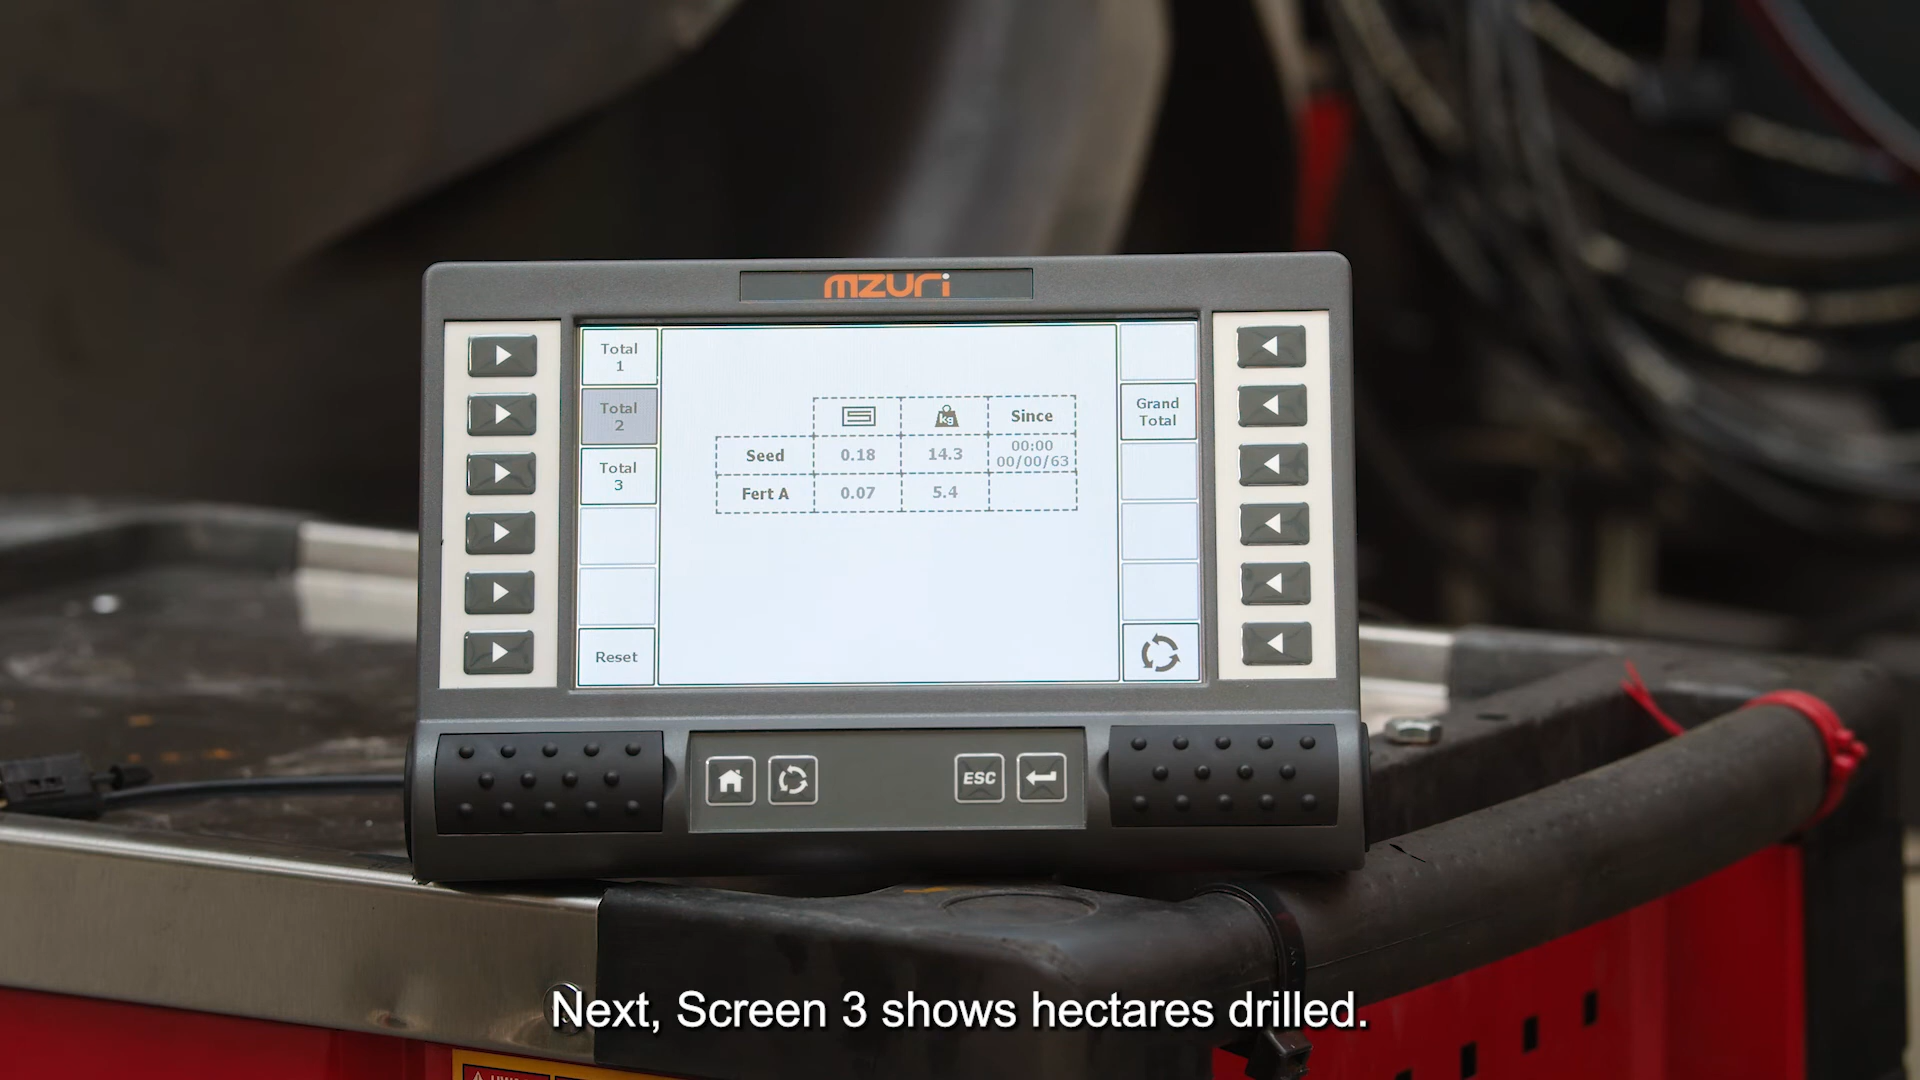 mzuri
Total
1
Total
2
Total
3
Reset
kg
Since
Seed
0.18
14.3
00:00
00/00/63
Fert A
0.07
5.4
Grand
Total
ESC
Next, Screen 3 shows hectares drilled.